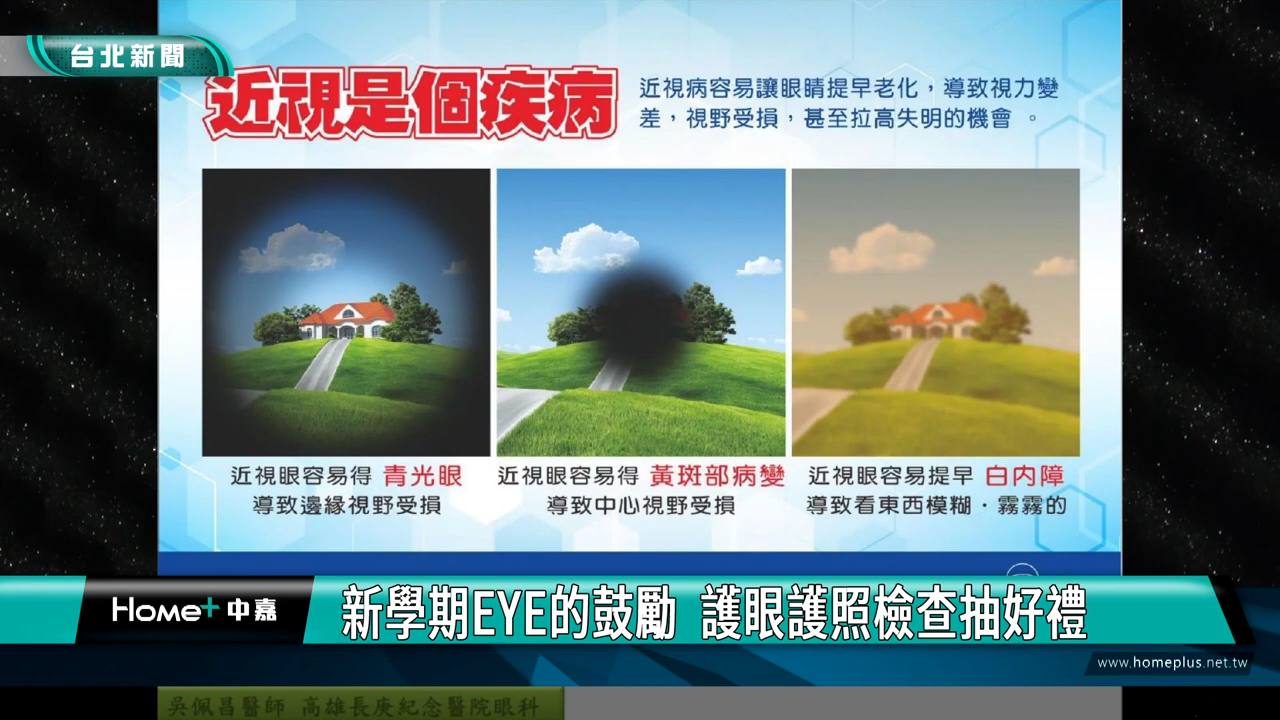 台北新聞
近視是個疾病
近視病容易讓眼睛提早老化，導致視力變
差，視野受損，甚至拉高失明的機會。
近視眼容易得 青光眼
導致邊緣視野受損
近視眼容易得 黃斑部病變
導致中心視野受損
近視眼容易提早 白內障
導致看東西模糊．霧霧的
Home+ 中嘉
新學期EYE的鼓勵 護眼護照檢查抽好禮
www.homeplus.net.tw
吳佩昌醫師 高雄長庚紀念醫院眼科